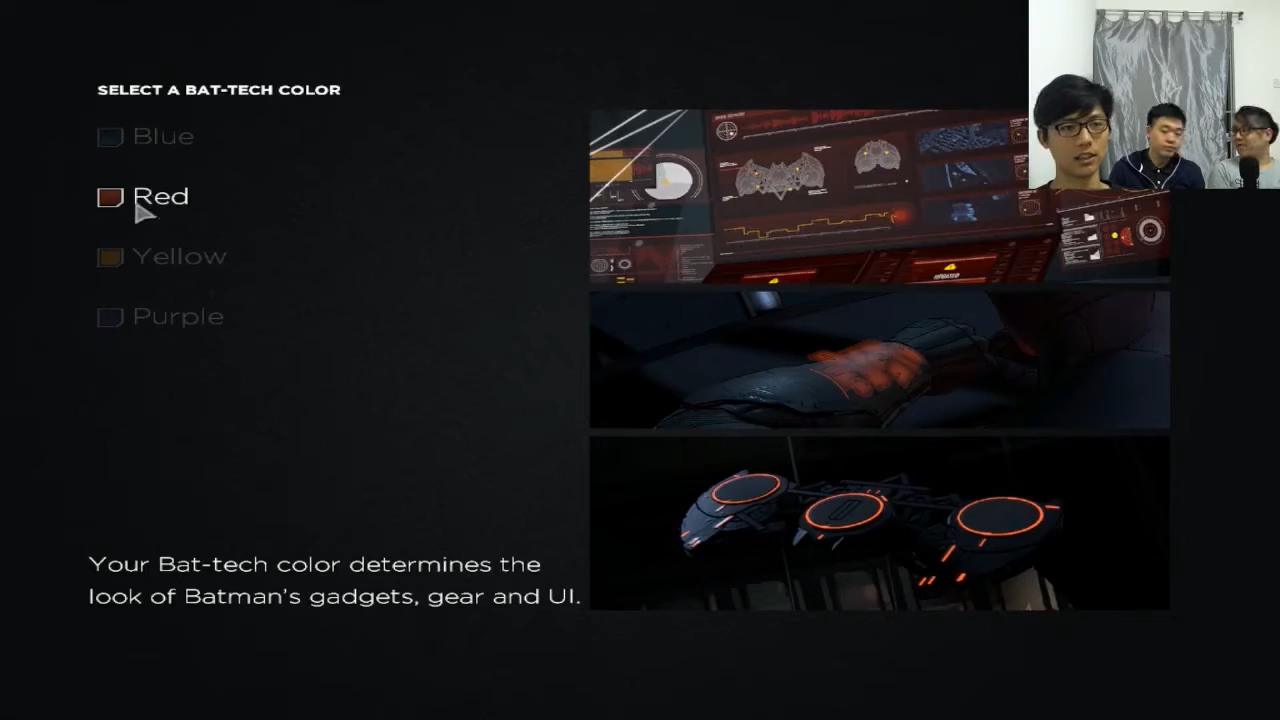 SELECT A BAT-TECH COLOR
Blue
Red
Yellow
Purple
UPDATED
Your Bat-tech color determines the
look of Batman's gadgets, gear and UI.